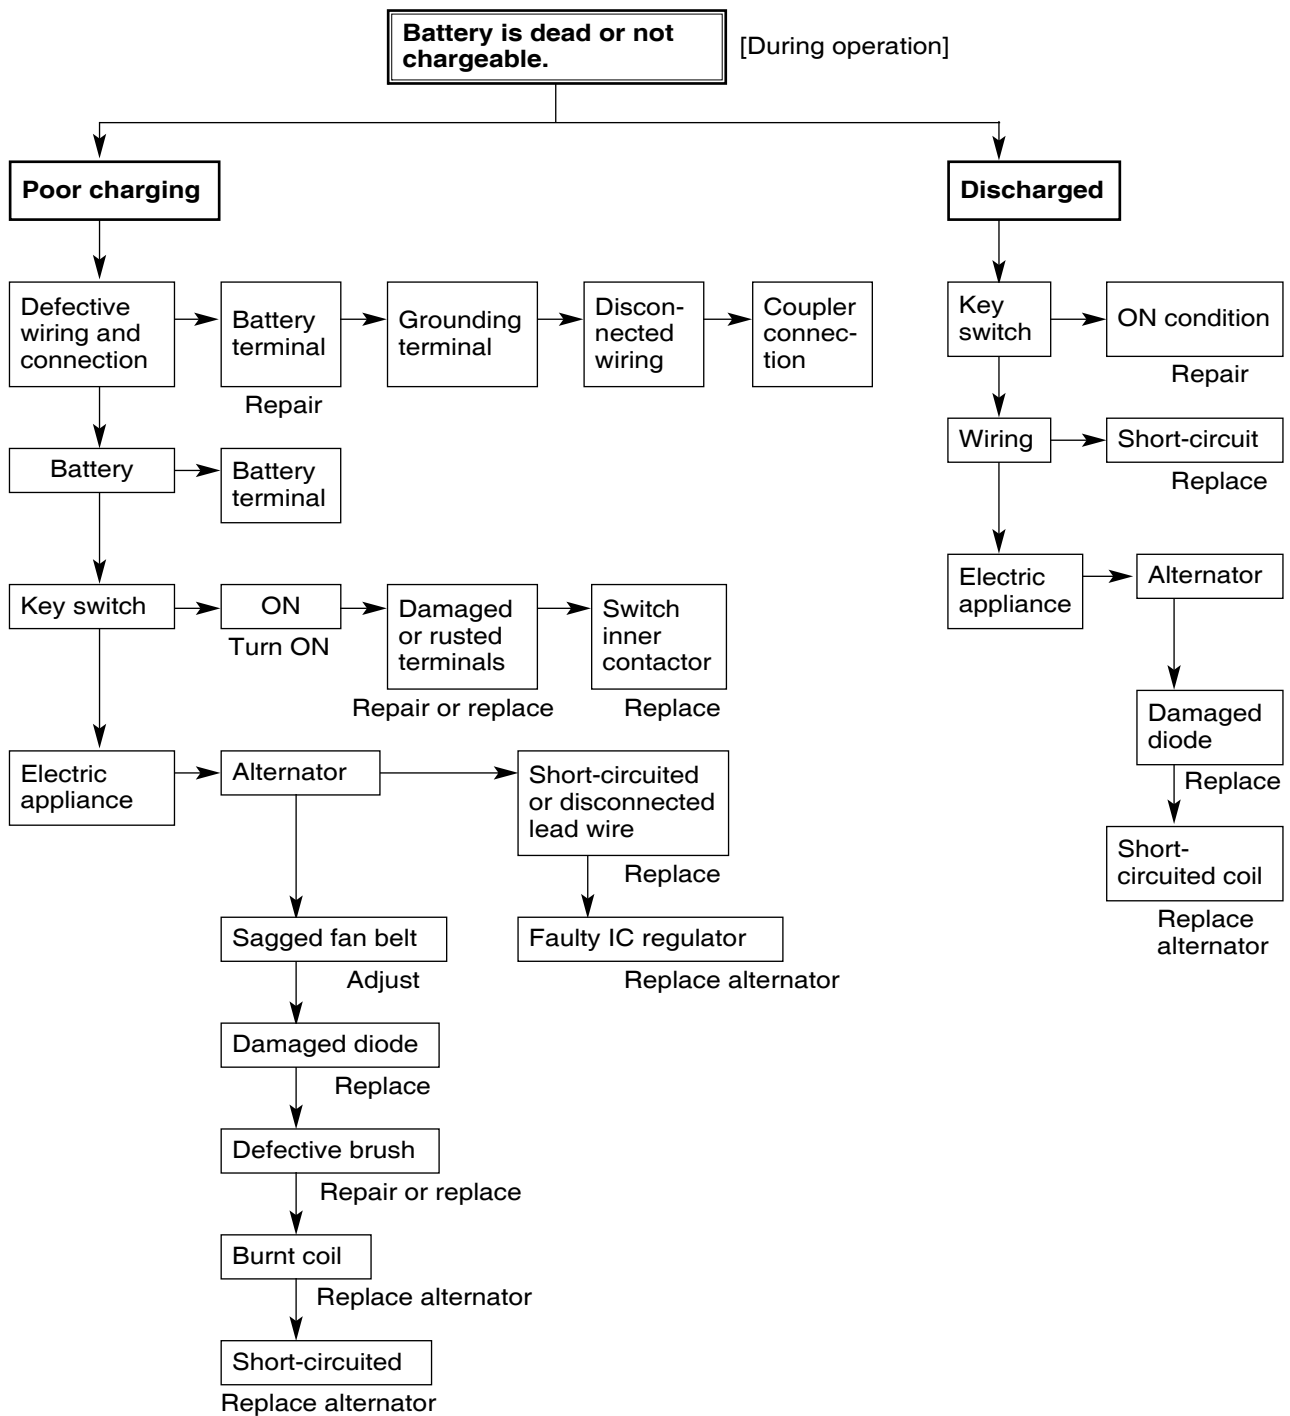 Battery is dead or not
chargeable.
[During operation]
Poor charging
Discharged
Defective
wiring and
connection
Battery
terminal
Repair
Grounding
terminal
Discon-
nected
wiring
Coupler
connec-
tion
Key
switch
ON condition
Repair
Battery
Battery
terminal
Wiring
Short-circuit
Replace
Key switch
ON
Turn ON
Damaged
or rusted
terminals
Repair or replace
Switch
inner
contactor
Replace
Electric
appliance
Alternator
Damaged
diode
Replace
Short-
circuited coil
Replace
alternator
Electric
appliance
Alternator
Short-circuited
or disconnected
lead wire
Replace
Faulty IC regulator
Replace alternator
Sagged fan belt
Adjust
Damaged diode
Replace
Defective brush
Repair or replace
Burnt coil
Replace alternator
Short-circuited
Replace alternator